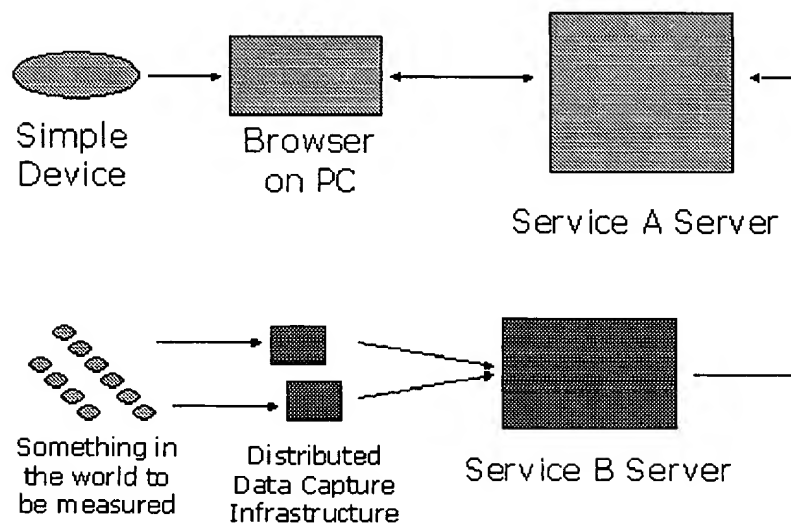 Simple
Device
Browser
on PC
Service A Server
Something in
the world to
be measured
Distributed
Data Capture
Infrastructure
Service B Server